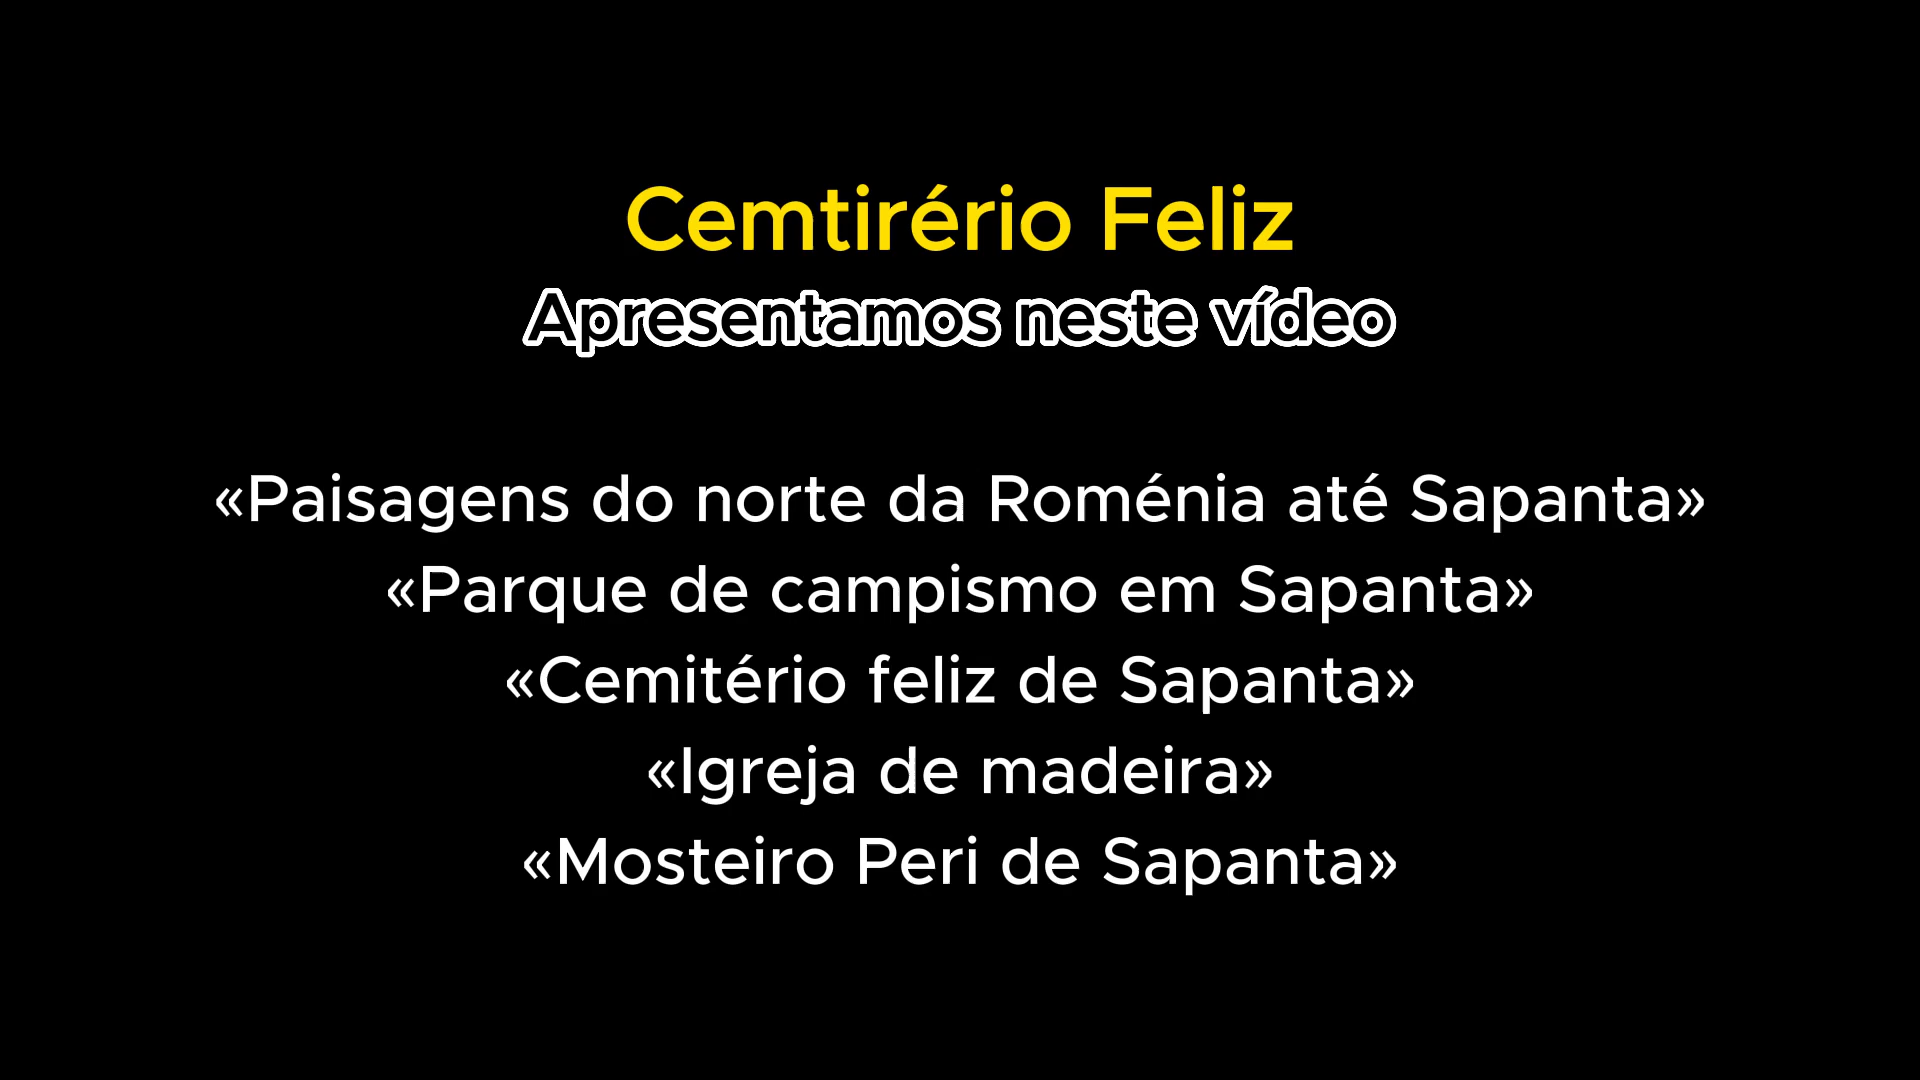 Cemtirério Feliz
Apresentamos neste vídeo
«Paisagens do norte da Roménia até Sapanta»
«Parque de campismo em Sapanta»
«Cemitério feliz de Sapanta»
«Igreja de madeira»
«Mosteiro Peri de Sapanta»